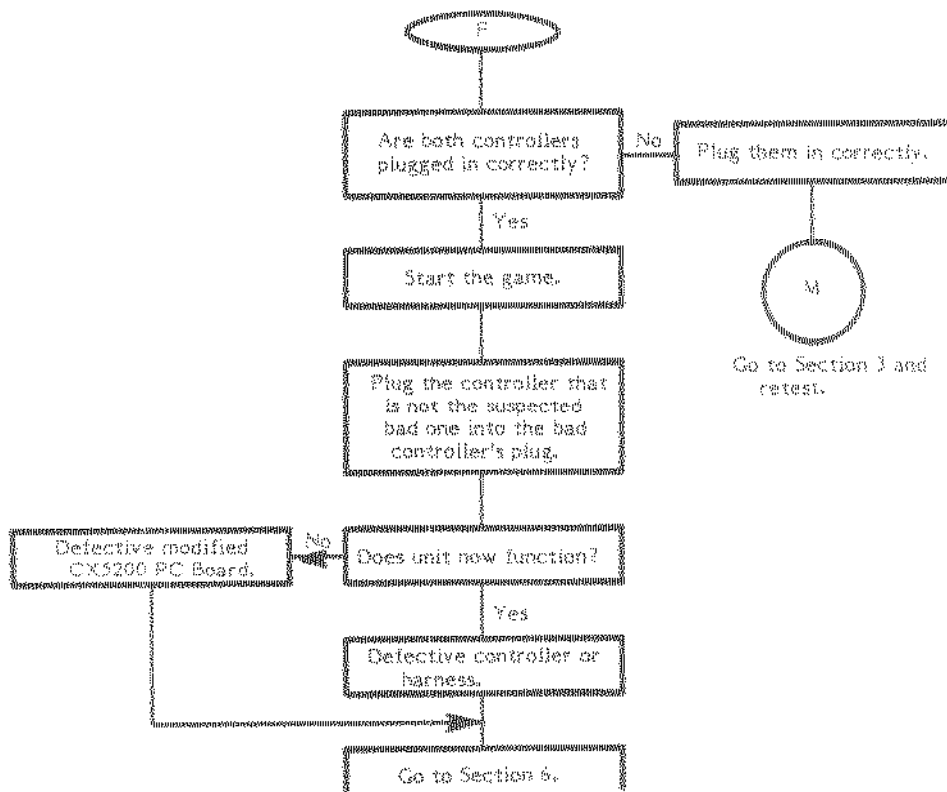 F
Are both controllers
plugged in correctly?
No
Plug them in correctly.
Yes
Start the game.
M
Go to Section 3 and
retest.
Plug the controller that
is not the suspected
bad one into the bad
controller's plug.
Does unit now function?
No
Defective modified
CX5200 PC Board.
Yes
Defective controller or
harness.
Go to Section 6.